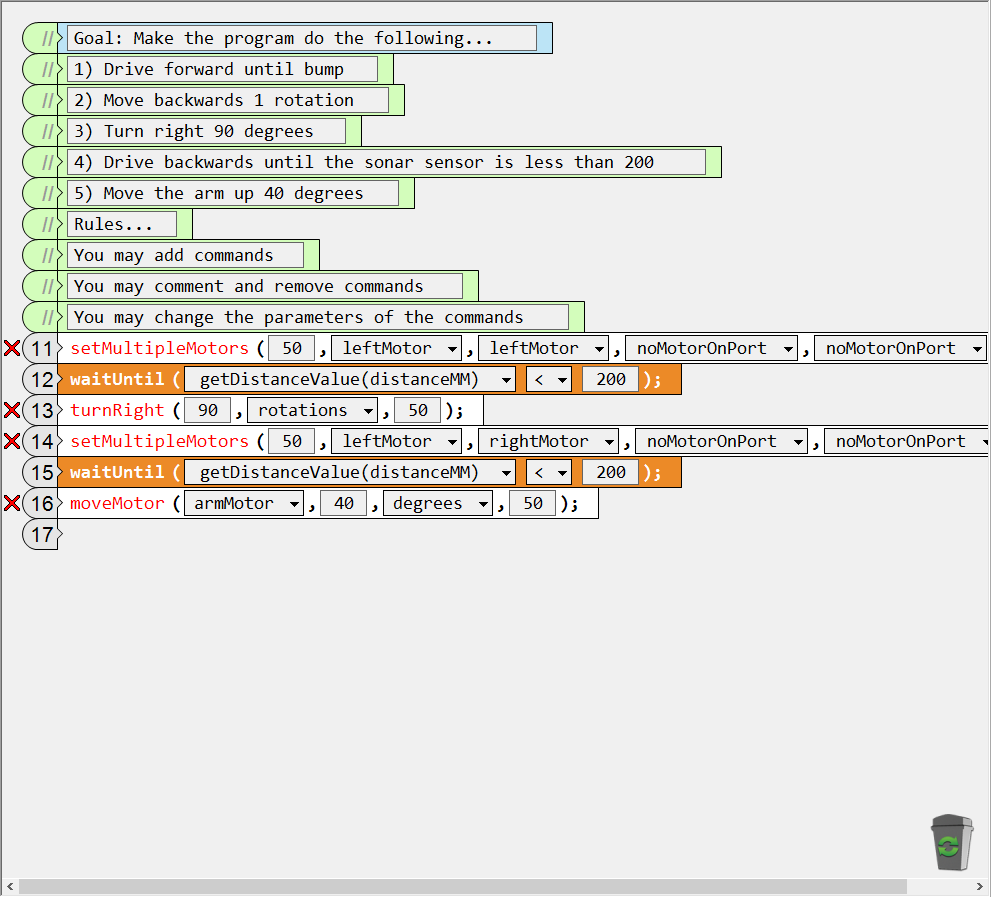 // Goal: Make the program do the following...
// 1) Drive forward until bump
// 2) Move backwards 1 rotation
// 3) Turn right 90 degrees
// 4) Drive backwards until the sonar sensor is less than 200
// 5) Move the arm up 40 degrees
// Rules...
// You may add commands
// You may comment and remove commands
// You may change the parameters of the commands
11 setMultipleMotors ( 50 , leftMotor , leftMotor , noMotorOnPort , noMotorOnPort
12 waitUntil ( getDistanceValue(distanceMM) < 200 );
13 turnRight ( 90 , rotations , 50 );
14 setMultipleMotors ( 50 , leftMotor , rightMotor , noMotorOnPort , noMotorOnPort
15 waitUntil ( getDistanceValue(distanceMM) < 200 );
16 moveMotor ( armMotor , 40 , degrees , 50 );
17